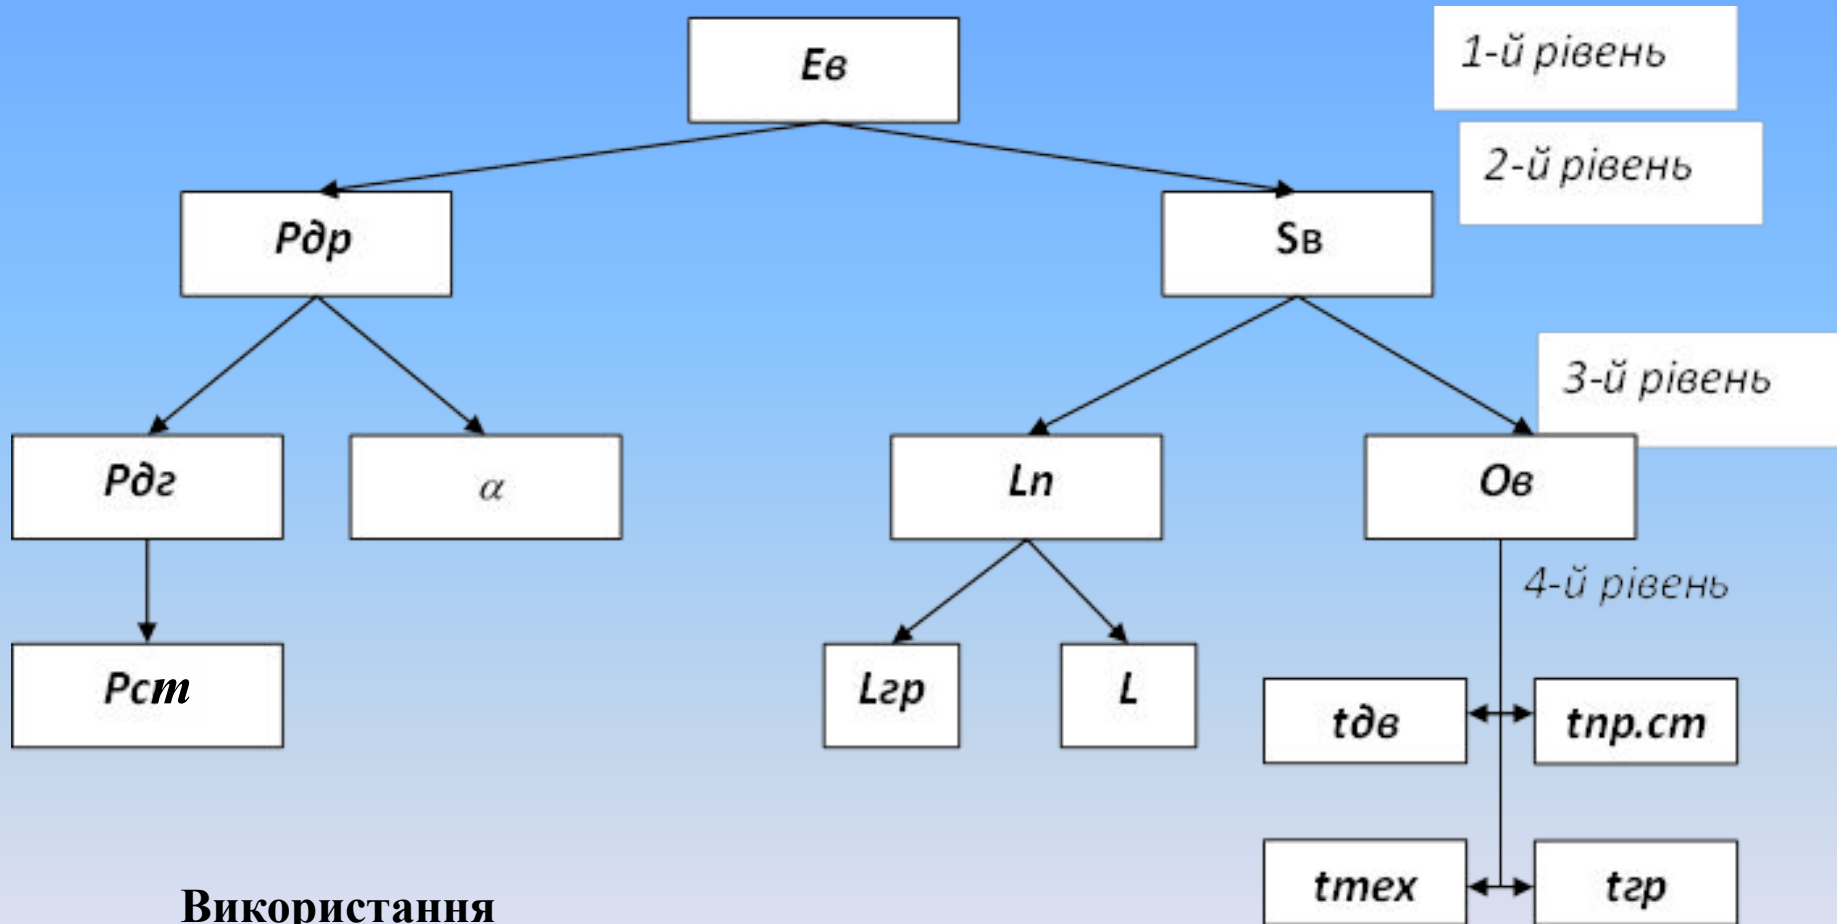 Ев
1-й рівень
2-й рівень
Рдр
Sв
3-й рівень
Рдг
α
Lп
Ов
4-й рівень
Рст
Lгр
L
tдв
tпр.ст
tтех
tгр
Використання